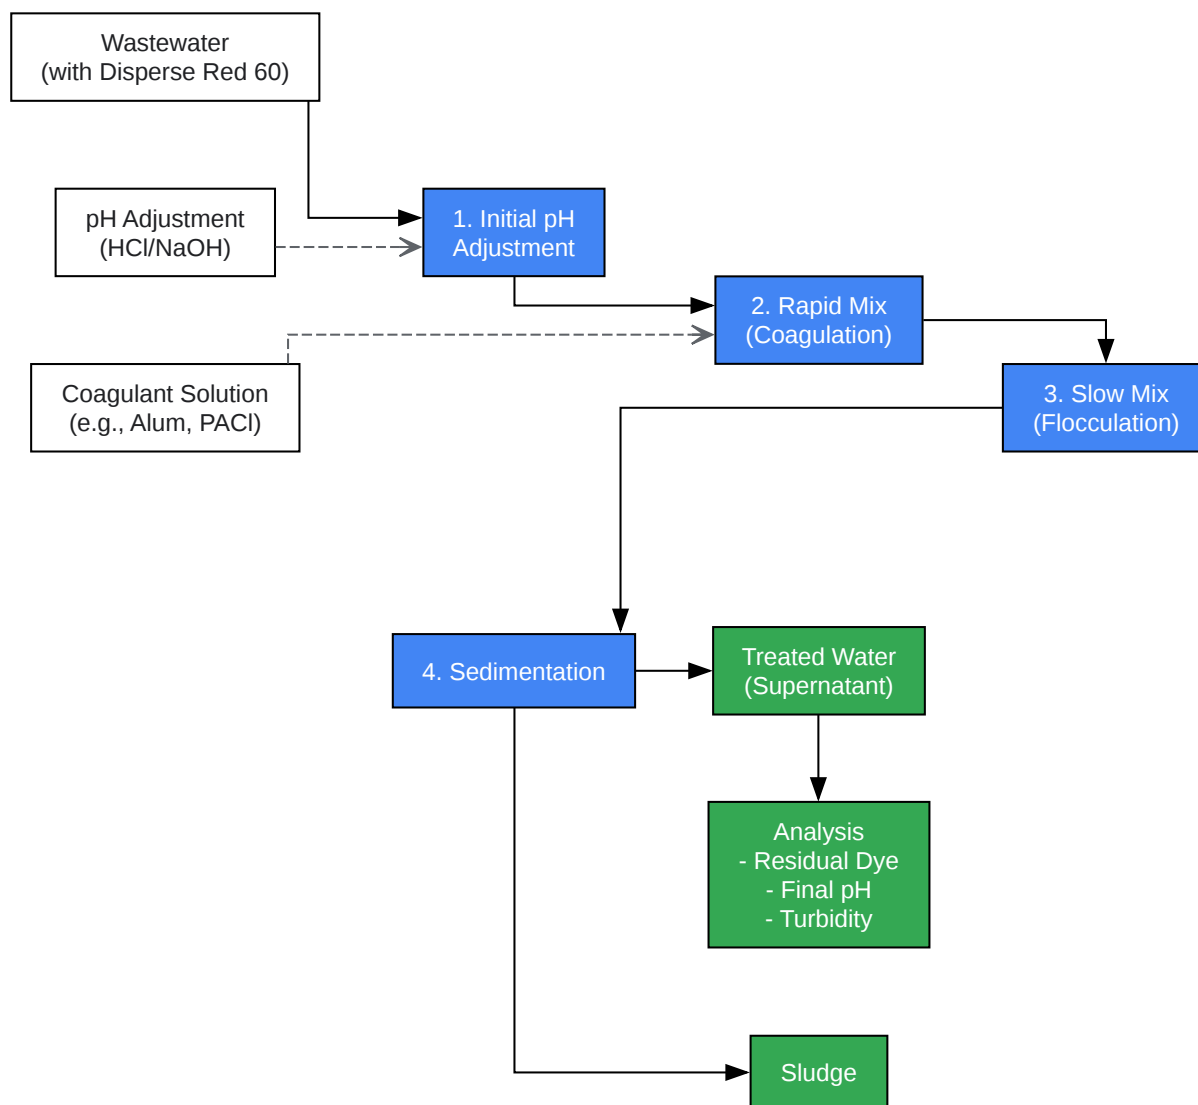 Wastewater
(with Disperse Red 60)
pH Adjustment
(HCl/NaOH)
1. Initial pH
Adjustment
2. Rapid Mix
(Coagulation)
Coagulant Solution
(e.g., Alum, PACl)
3. Slow Mix
(Flocculation)
4. Sedimentation
Treated Water
(Supernatant)
Analysis
- Residual Dye
- Final pH
- Turbidity
Sludge